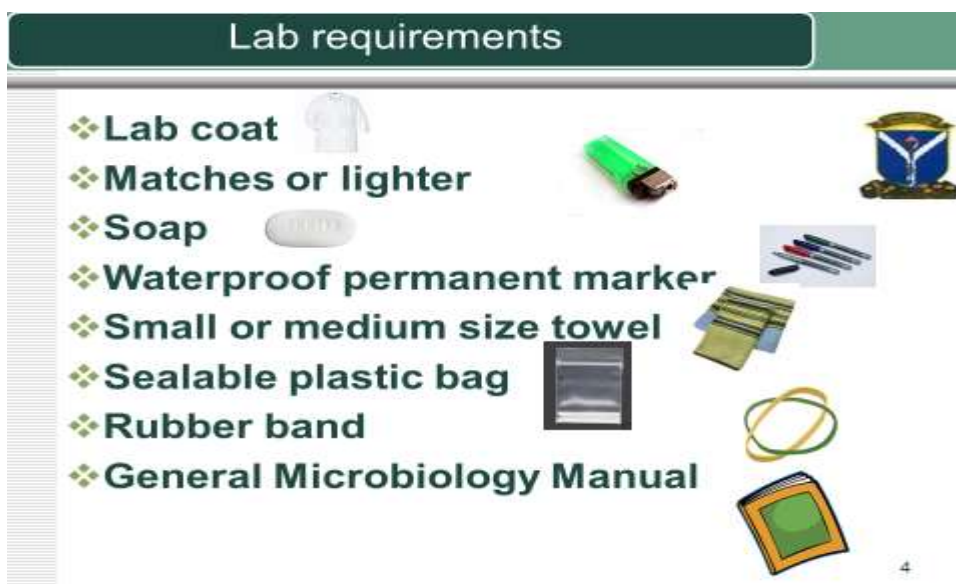 Lab requirements
❖Lab coat
❖Matches or lighter
❖Soap
❖Waterproof permanent marker
❖Small or medium size towel
❖Sealable plastic bag
❖Rubber band
❖General Microbiology Manual
4